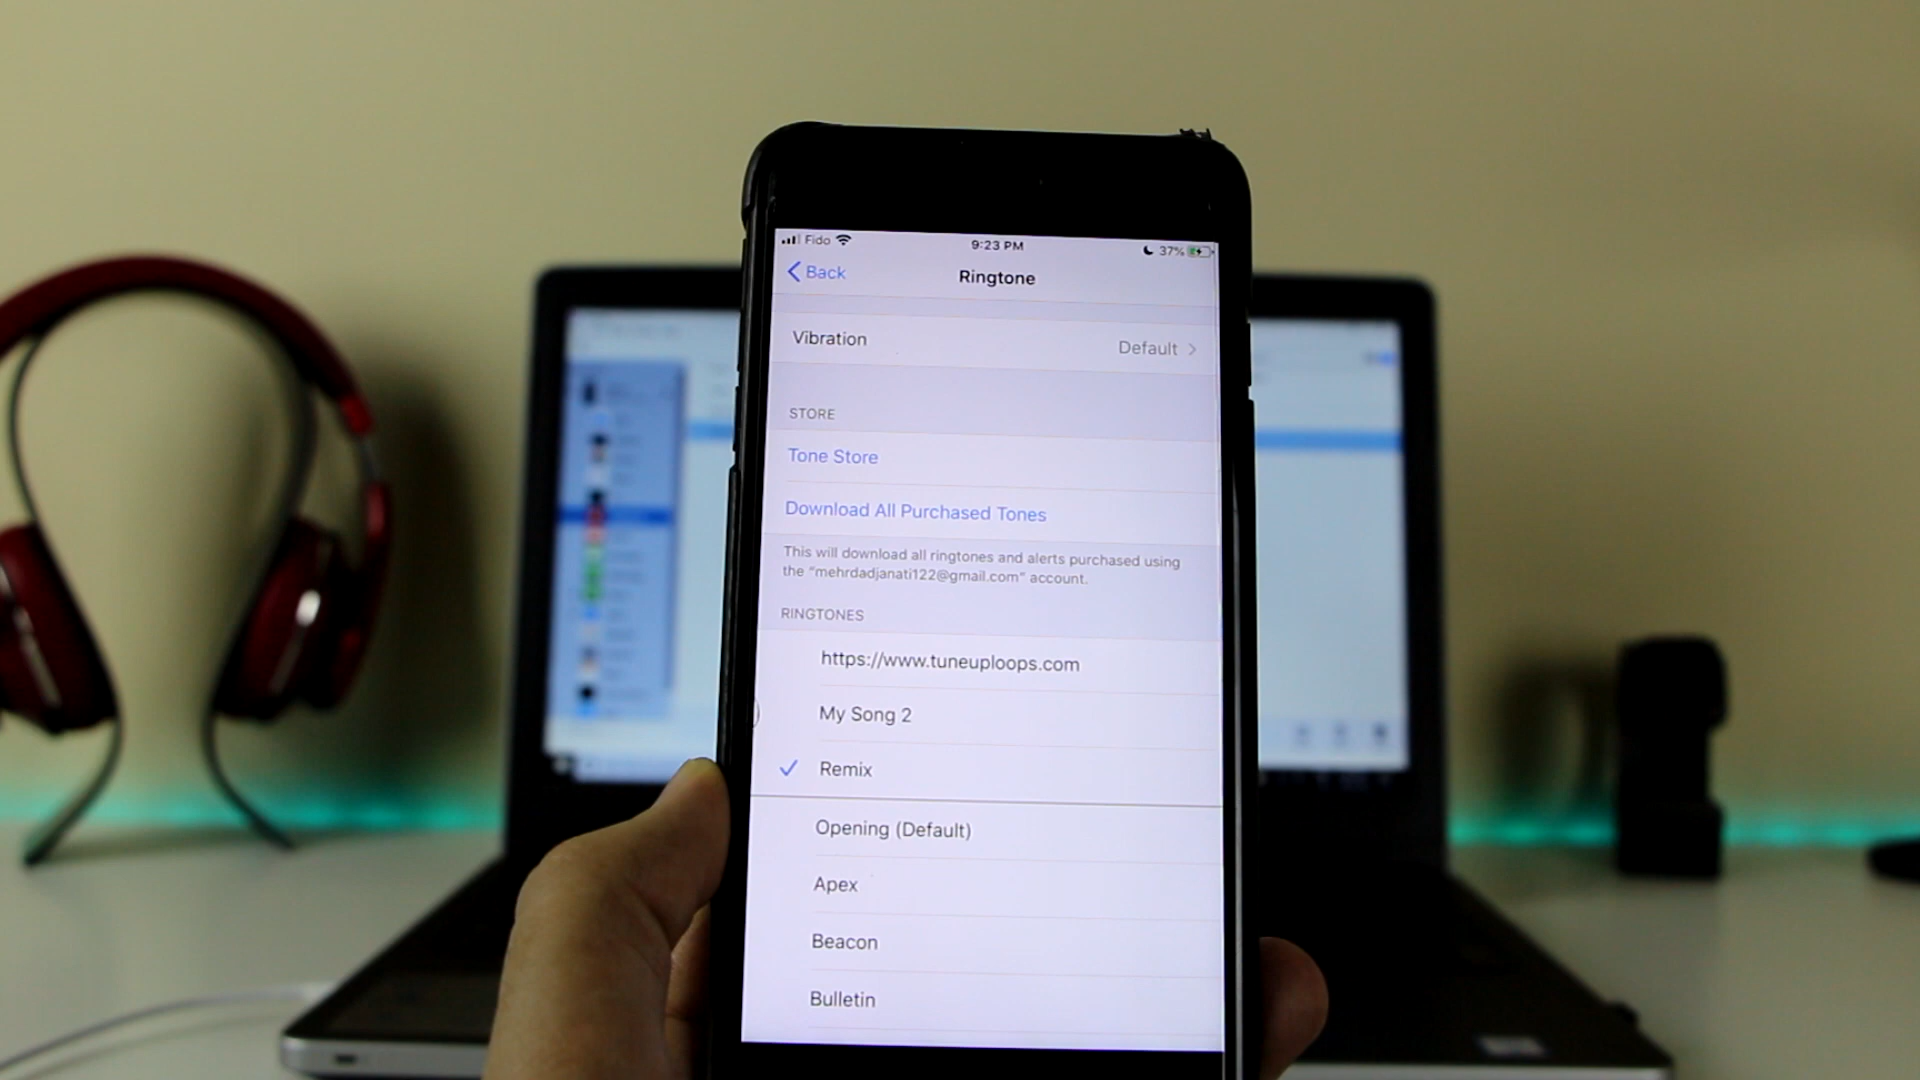 Fido
9:23 PM
37%
Back
Ringtone
Vibration
Default
STORE
Tone Store
Download All Purchased Tones
This will download all ringtones and alerts purchased using
the “mehrdadjanati122@gmail.com” account.
RINGTONES
https://www.tuneuploops.com
My Song 2
Remix
Opening (Default)
Apex
Beacon
Bulletin